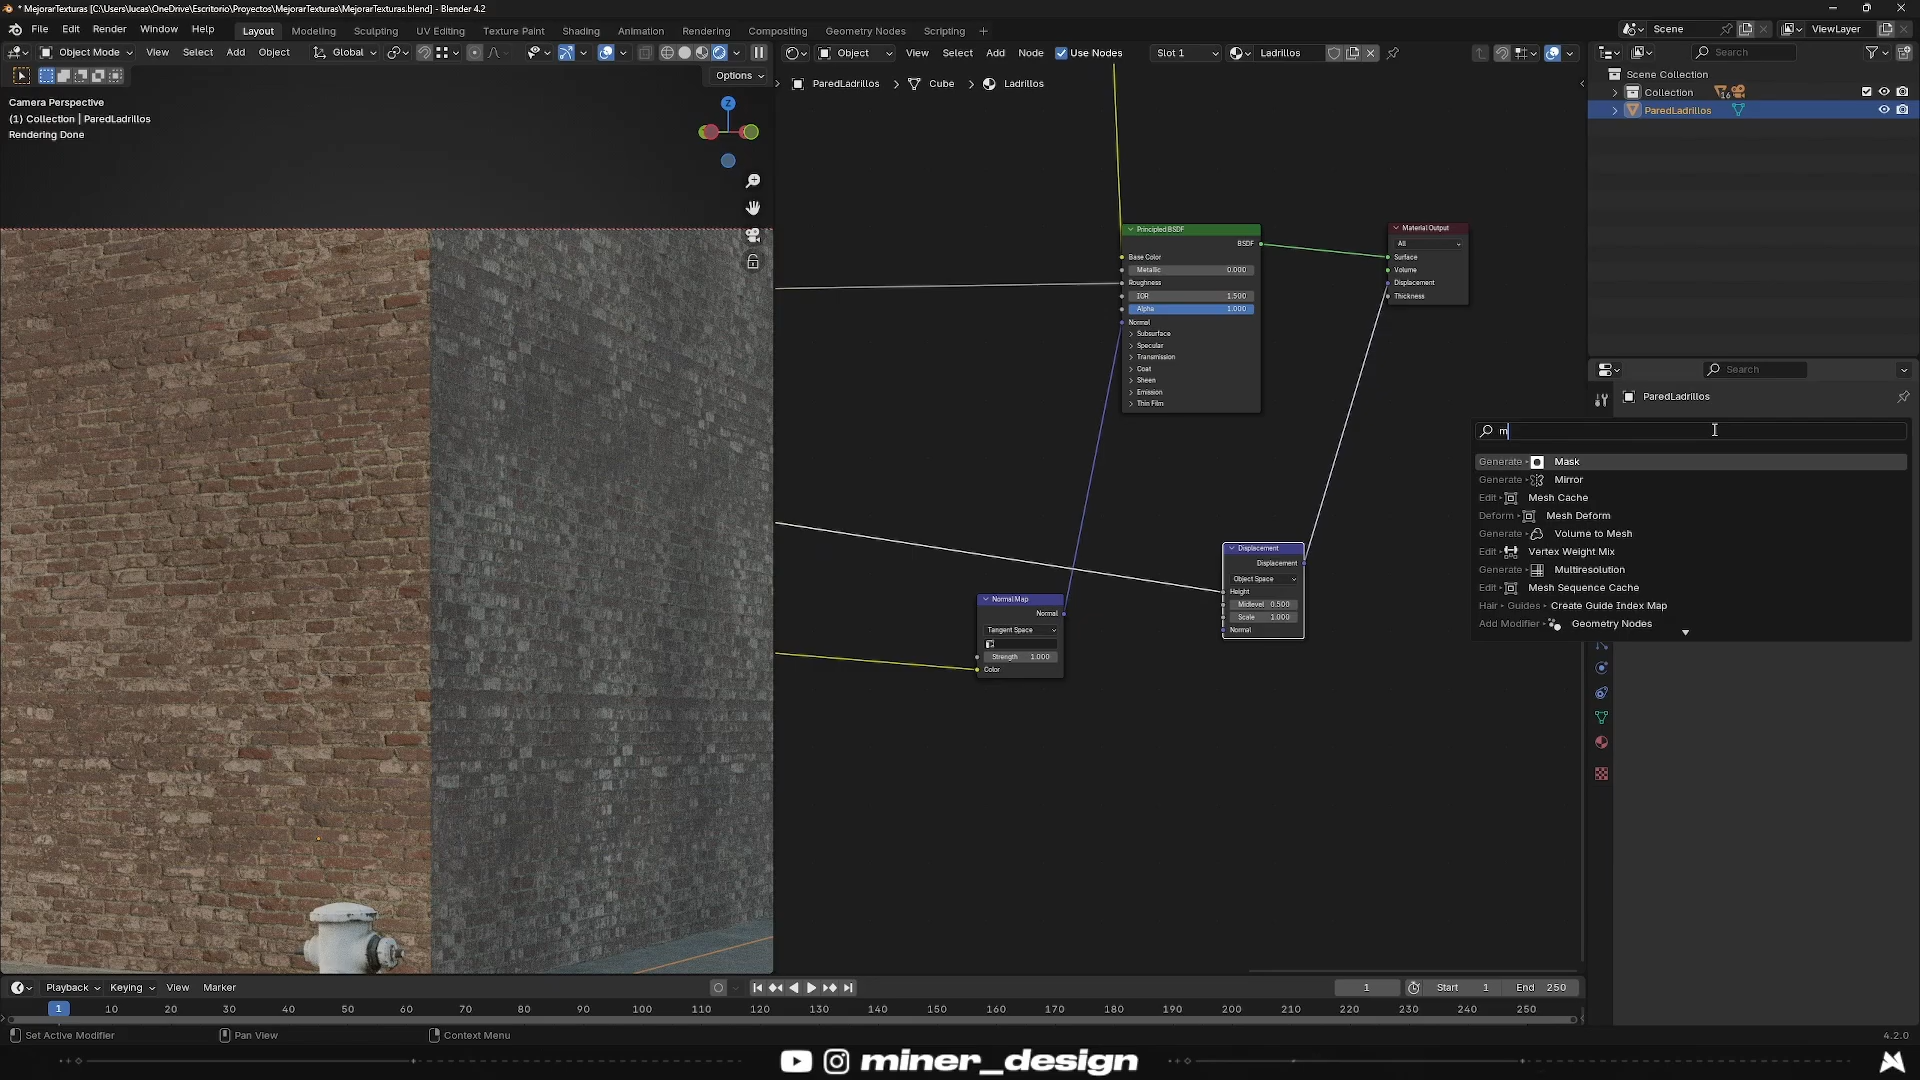 * MejorarTexturas [C:\Users\lucas\OneDrive\Escritorio\Proyectos\MejorarTexturas\MejorarTexturas.blend] - Blender 4.2
File Edit Render Window Help
Layout Modeling Sculpting UV Editing Texture Paint Shading Animation Rendering Compositing Geometry Nodes Scripting
Scene ViewLayer
Object Mode View Select Add Object Global
Object View Select Add Node Use Nodes Slot 1 Ladrillos
Search
Options
ParedLadrillos > Cube > Ladrillos
Scene Collection
Collection 16
ParedLadrillos
Camera Perspective
(1) Collection | ParedLadrillos
Rendering Done
Z
Principled BSDF
BSDF
Base Color
Metallic 0.000
Roughness
IOR 1.500
Alpha 1.000
Normal
Subsurface
Specular
Transmission
Coat
Sheen
Emission
Thin Film
Material Output
All
Surface
Volume
Displacement
Thickness
Displacement
Displacement
Object Space
Height
Midlevel 0.500
Scale 1.000
Normal
Normal Map
Normal
Tangent Space
Strength 1.000
Color
Search
ParedLadrillos
m
Generate Mask
Generate Mirror
Edit Mesh Cache
Deform Mesh Deform
Generate Volume to Mesh
Edit Vertex Weight Mix
Generate Multiresolution
Edit Mesh Sequence Cache
Hair Guides Create Guide Index Map
Add Modifier Geometry Nodes
Playback Keying View Marker
1 Start 1 End 250
1 10 20 30 40 50 60 70 80 90 100 110 120 130 140 150 160 170 180 190 200 210 220 230 240 250
Set Active Modifier Pan View Context Menu 4.2.0
miner_design